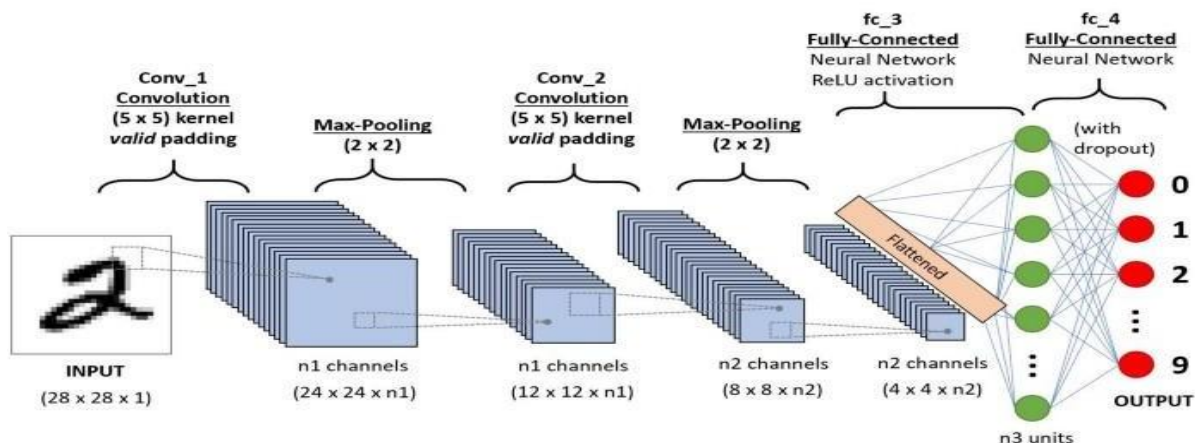 Conv_1
Convolution
(5 x 5) kernel
valid padding
Max-Pooling
(2 x 2)
Conv_2
Convolution
(5 x 5) kernel
valid padding
Max-Pooling
(2 x 2)
fc_3
Fully-Connected
Neural Network
ReLU activation
fc_4
Fully-Connected
Neural Network
(with
dropout)
Flattened
0
1
2
...
9
OUTPUT
...
n3 units
2
INPUT
(28 x 28 x 1)
n1 channels
(24 x 24 x n1)
n1 channels
(12 x 12 x n1)
n2 channels
(8 x 8 x n2)
n2 channels
(4 x 4 x n2)